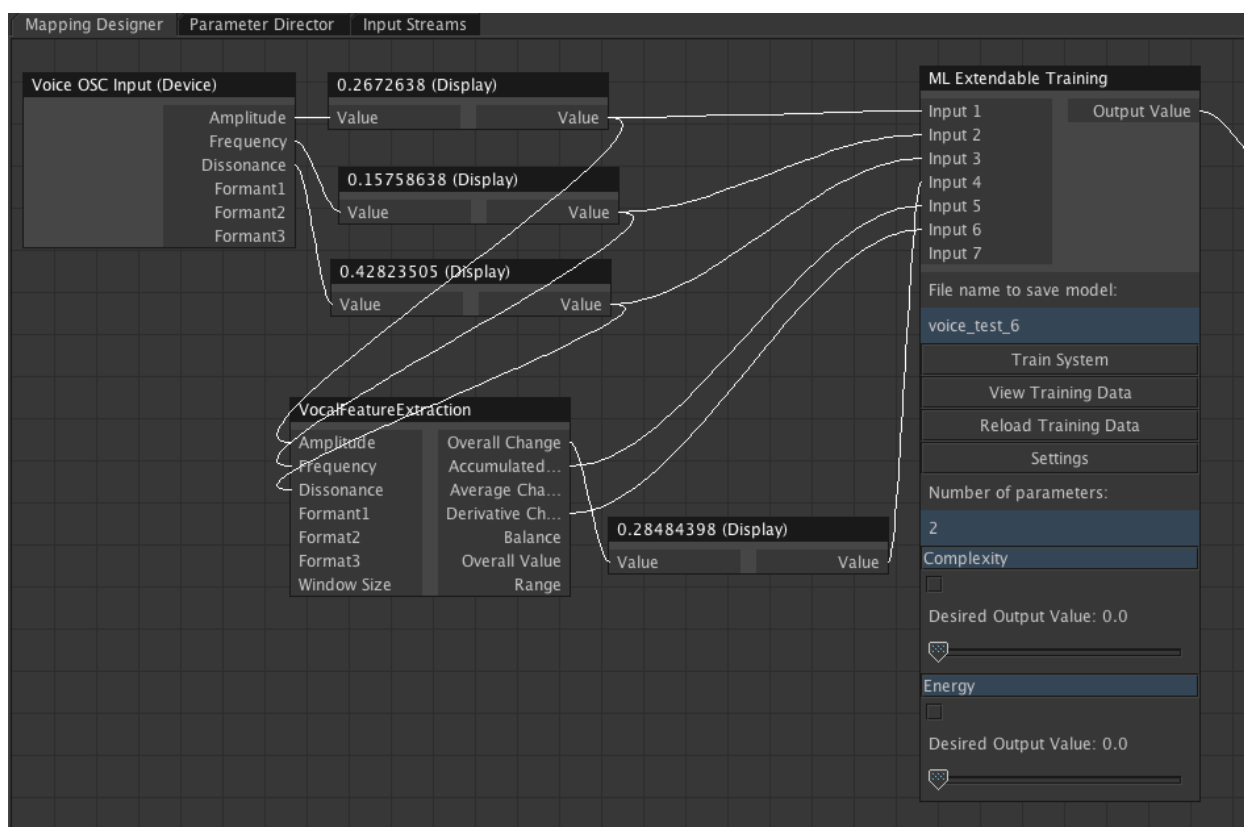 Mapping Designer
Parameter Director
Input Streams
Voice OSC Input (Device)
Amplitude
Frequency
Dissonance
Formant1
Formant2
Formant3
0.2672638 (Display)
Value
Value
0.15758638 (Display)
Value
Value
0.42823505 (Display)
Value
Value
VocalFeatureExtraction
Amplitude
Frequency
Dissonance
Formant1
Format2
Format3
Window Size
Overall Change
Accumulated...
Average Cha...
Derivative Ch...
Balance
Overall Value
Range
0.28484398 (Display)
Value
Value
ML Extendable Training
Input 1
Input 2
Input 3
Input 4
Input 5
Input 6
Input 7
Output Value
File name to save model:
voice_test_6
Train System
View Training Data
Reload Training Data
Settings
Number of parameters:
2
Complexity
Desired Output Value: 0.0
Energy
Desired Output Value: 0.0